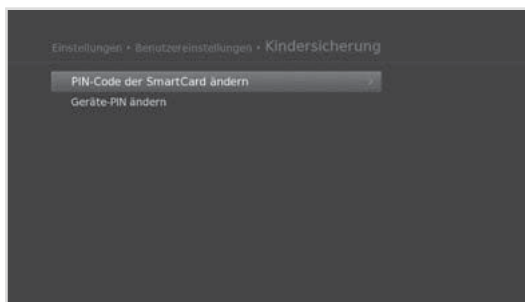 Einstellungen • Benutzereinstellungen • Kindersicherung
PIN-Code der SmartCard ändern
Geräte-PIN ändern